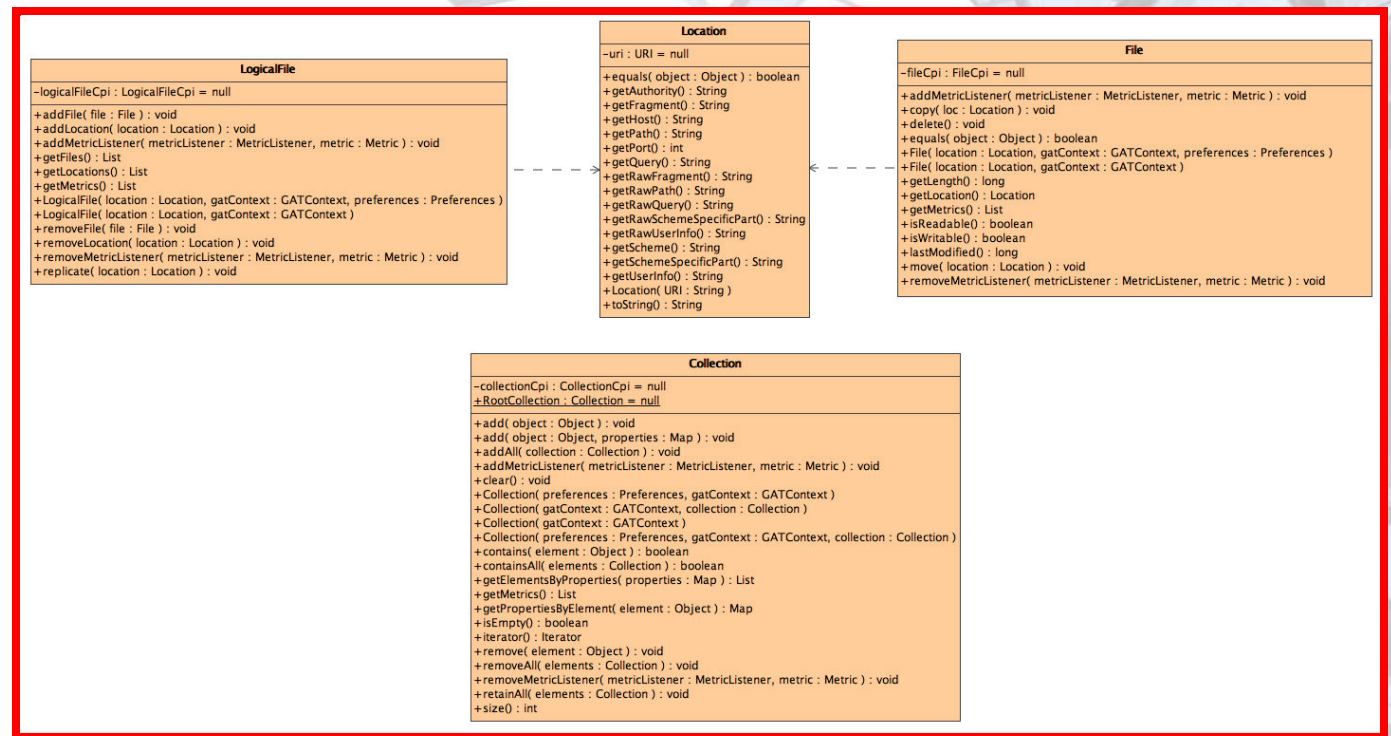 LogicalFile
-logicalFileCpi : LogicalFileCpi = null
+addFile( file : File ) : void
+addLocation( location : Location ) : void
+addMetricListener( metricListener : MetricListener, metric : Metric ) : void
+getFiles() : List
+getLocations() : List
+getMetrics() : List
+LogicalFile( location : Location, gatContext : GATContext, preferences : Preferences )
+LogicalFile( location : Location, gatContext : GATContext )
+removeFile( file : File ) : void
+removeLocation( location : Location ) : void
+removeMetricListener( metricListener : MetricListener, metric : Metric ) : void
+replicate( location : Location ) : void
Location
-uri : URI = null
+equals( object : Object ) : boolean
+getAuthority() : String
+getFragment() : String
+getHost() : String
+getPath() : String
+getPort() : int
+getQuery() : String
+getRawFragment() : String
+getRawPath() : String
+getRawQuery() : String
+getRawSchemeSpecificPart() : String
+getRawUserInfo() : String
+getScheme() : String
+getSchemeSpecificPart() : String
+getUserInfo() : String
+Location( URI : String )
+toString() : String
File
-fileCpi : FileCpi = null
+addMetricListener( metricListener : MetricListener, metric : Metric ) : void
+copy( loc : Location ) : void
+delete() : void
+equals( object : Object ) : boolean
+File( location : Location, gatContext : GATContext, preferences : Preferences )
+File( location : Location, gatContext : GATContext )
+getLength() : long
+getLocation() : Location
+getMetrics() : List
+isReadable() : boolean
+isWritable() : boolean
+lastModified() : long
+move( location : Location ) : void
+removeMetricListener( metricListener : MetricListener, metric : Metric ) : void
Collection
-collectionCpi : CollectionCpi = null
+RootCollection : Collection = null
+add( object : Object ) : void
+add( object : Object, properties : Map ) : void
+addAll( collection : Collection ) : void
+addMetricListener( metricListener : MetricListener, metric : Metric ) : void
+clear() : void
+Collection( preferences : Preferences, gatContext : GATContext )
+Collection( gatContext : GATContext, collection : Collection )
+Collection( gatContext : GATContext )
+Collection( preferences : Preferences, gatContext : GATContext, collection : Collection )
+contains( element : Object ) : boolean
+containsAll( elements : Collection ) : boolean
+getElementsByProperties( properties : Map ) : List
+getMetrics() : List
+getPropertiesByElement( element : Object ) : Map
+isEmpty() : boolean
+iterator() : Iterator
+remove( element : Object ) : void
+removeAll( elements : Collection ) : void
+removeMetricListener( metricListener : MetricListener, metric : Metric ) : void
+retainAll( elements : Collection ) : void
+size() : int